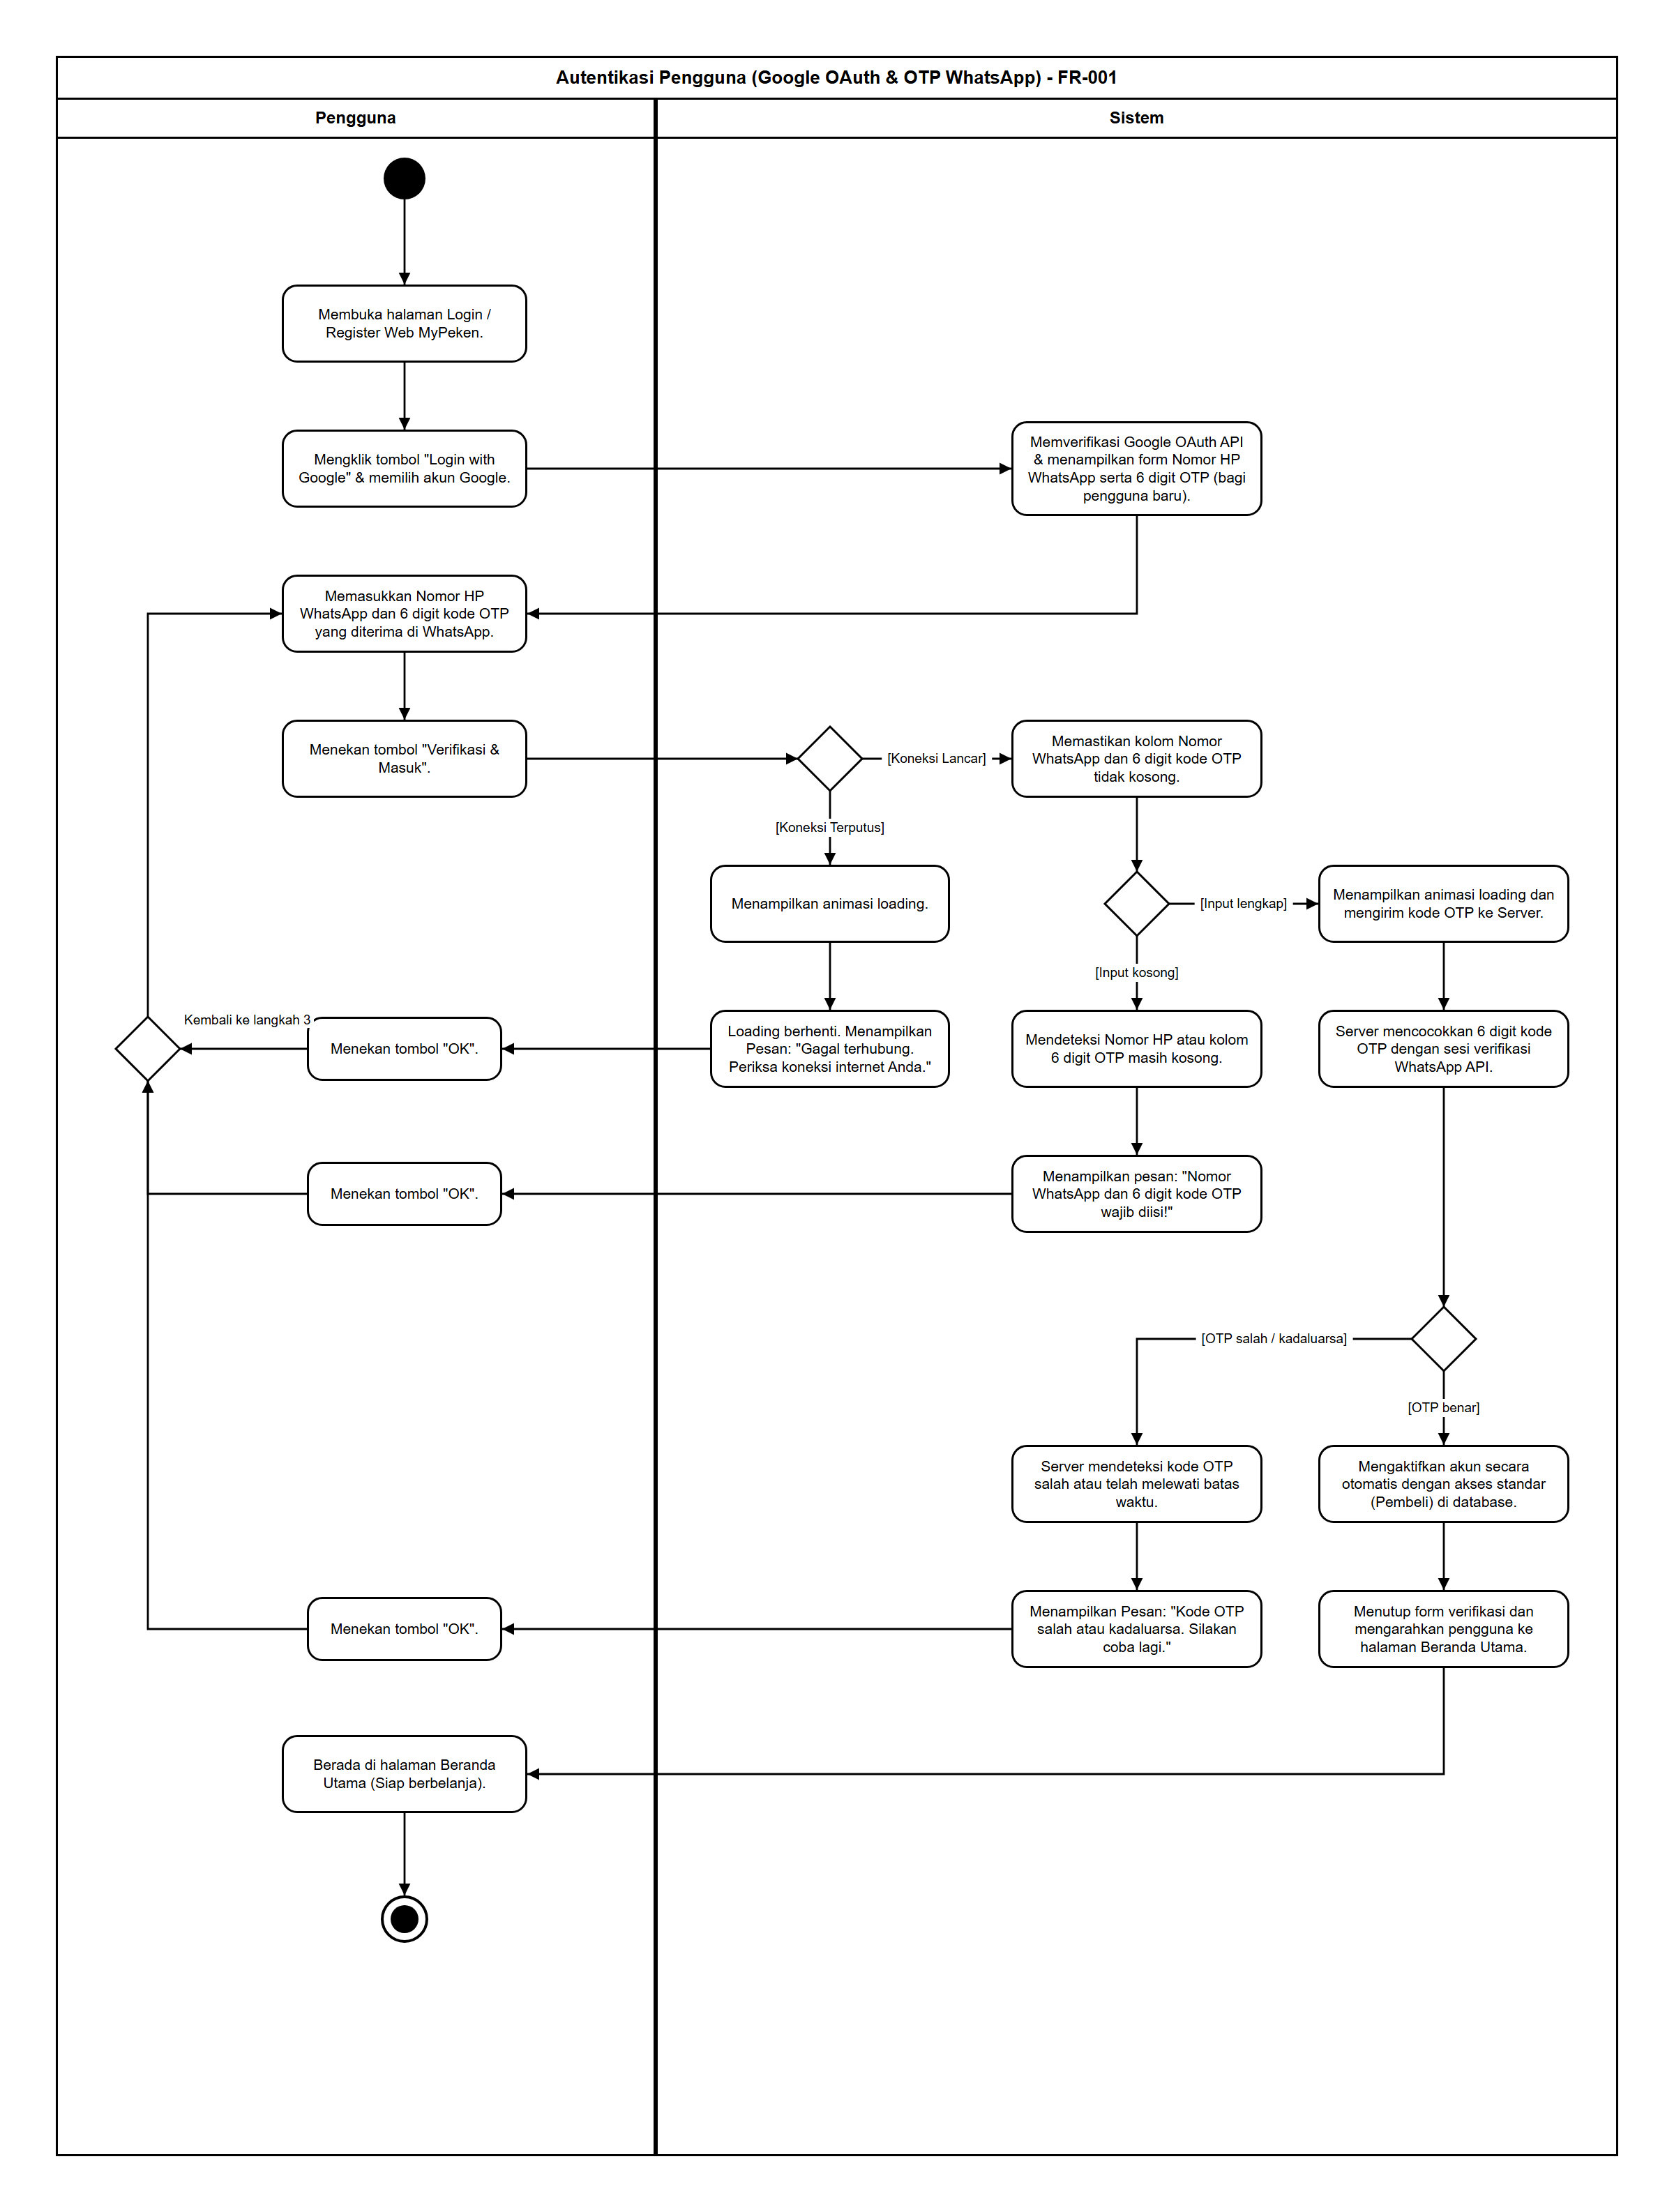 Autentikasi Pengguna (Google OAuth & OTP WhatsApp) - FR-001
Pengguna
Sistem
Membuka halaman Login /
Register Web MyPeken.
Mengklik tombol "Login with
Google" & memilih akun Google.
Memverifikasi Google OAuth API
& menampilkan form Nomor HP
WhatsApp serta 6 digit OTP (bagi
pengguna baru).
Memasukkan Nomor HP
WhatsApp dan 6 digit kode OTP
yang diterima di WhatsApp.
Menekan tombol "Verifikasi &
Masuk".
[Koneksi Lancar]
Memastikan kolom Nomor
WhatsApp dan 6 digit kode OTP
tidak kosong.
[Koneksi Terputus]
Menampilkan animasi loading.
[Input lengkap]
Menampilkan animasi loading dan
mengirim kode OTP ke Server.
[Input kosong]
Kembali ke langkah 3
Menekan tombol "OK".
Loading berhenti. Menampilkan
Pesan: "Gagal terhubung.
Periksa koneksi internet Anda."
Mendeteksi Nomor HP atau kolom
6 digit OTP masih kosong.
Server mencocokkan 6 digit kode
OTP dengan sesi verifikasi
WhatsApp API.
Menekan tombol "OK".
Menampilkan pesan: "Nomor
WhatsApp dan 6 digit kode OTP
wajib diisi!"
[OTP salah / kadaluarsa]
[OTP benar]
Server mendeteksi kode OTP
salah atau telah melewati batas
waktu.
Mengaktifkan akun secara
otomatis dengan akses standar
(Pembeli) di database.
Menekan tombol "OK".
Menampilkan Pesan: "Kode OTP
salah atau kadaluarsa. Silakan
coba lagi."
Menutup form verifikasi dan
mengarahkan pengguna ke
halaman Beranda Utama.
Berada di halaman Beranda
Utama (Siap berbelanja).